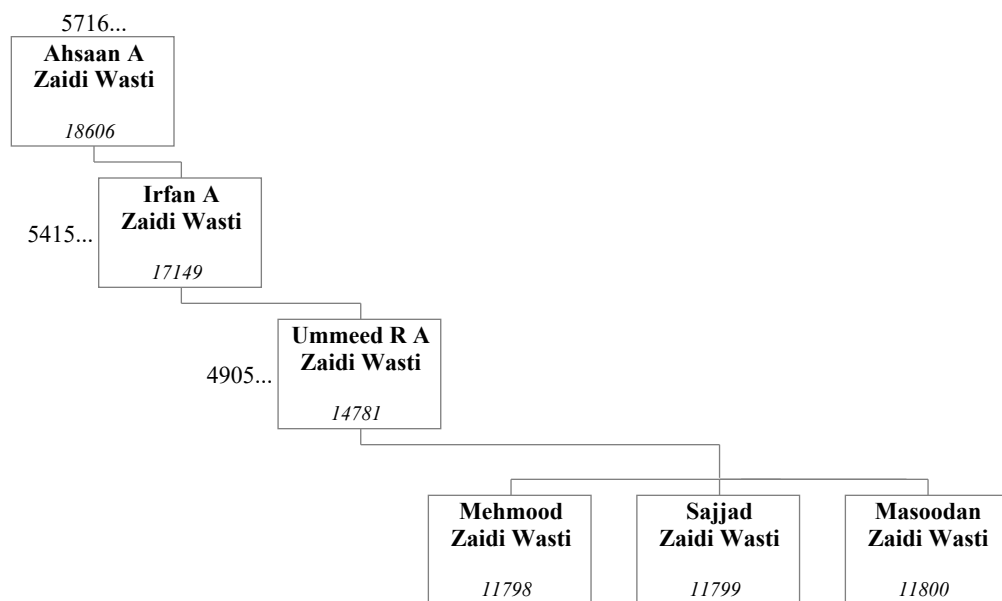 5716...
Ahsaan A
Zaidi Wasti
18606
Irfan A
Zaidi Wasti
5415...
17149
Ummeed R A
Zaidi Wasti
4905...
14781
Mehmood
Zaidi Wasti
11798
Sajjad
Zaidi Wasti
11799
Masoodan
Zaidi Wasti
11800